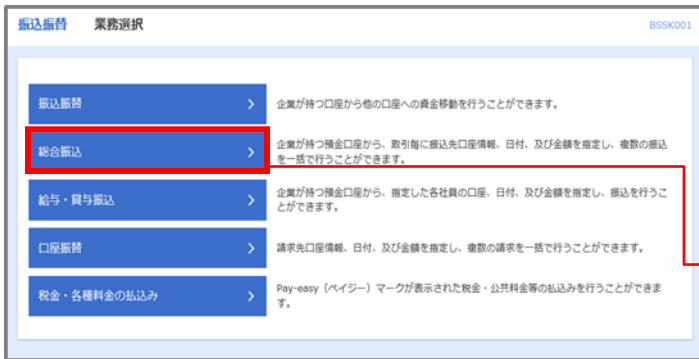 振込振替 業務選択 BSSK001
振込振替 企業が持つ口座から他の口座への資金移動を行うことができます。
総合振込 企業が持つ預金口座から、取引毎に振込先口座情報、日付、及び金額を指定し、複数の振込
を一括で行うことができます。
給与・賞与振込 企業が持つ預金口座から、指定した各社員の口座、日付、及び金額を指定し、振込を行うこ
とができます。
口座振替 請求先口座情報、日付、及び金額を指定し、複数の請求を一括で行うことができます。
税金・各種料金の払込み Pay-easy（ペイジー）マークが表示された税金・公共料金等の払込みを行うことができま
す。